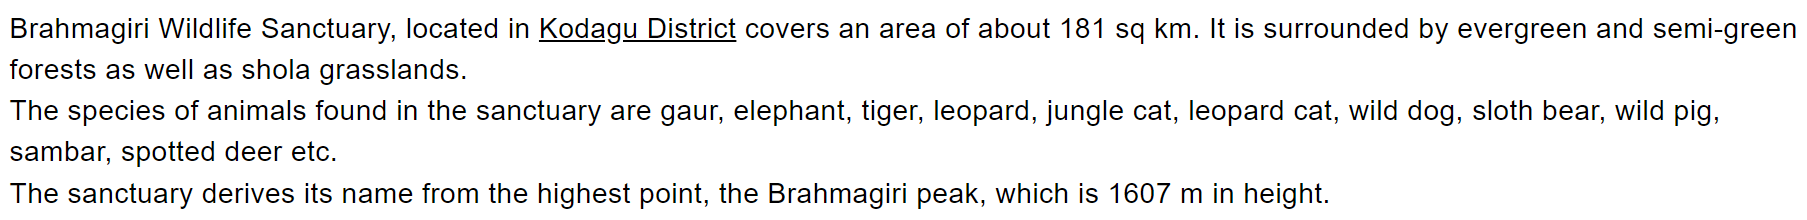 Brahmagiri Wildlife Sanctuary, located in Kodagu District covers an area of about 181 sq km. It is surrounded by evergreen and semi-green
forests as well as shola grasslands.
The species of animals found in the sanctuary are gaur, elephant, tiger, leopard, jungle cat, leopard cat, wild dog, sloth bear, wild pig,
sambar, spotted deer etc.
The sanctuary derives its name from the highest point, the Brahmagiri peak, which is 1607 m in height.